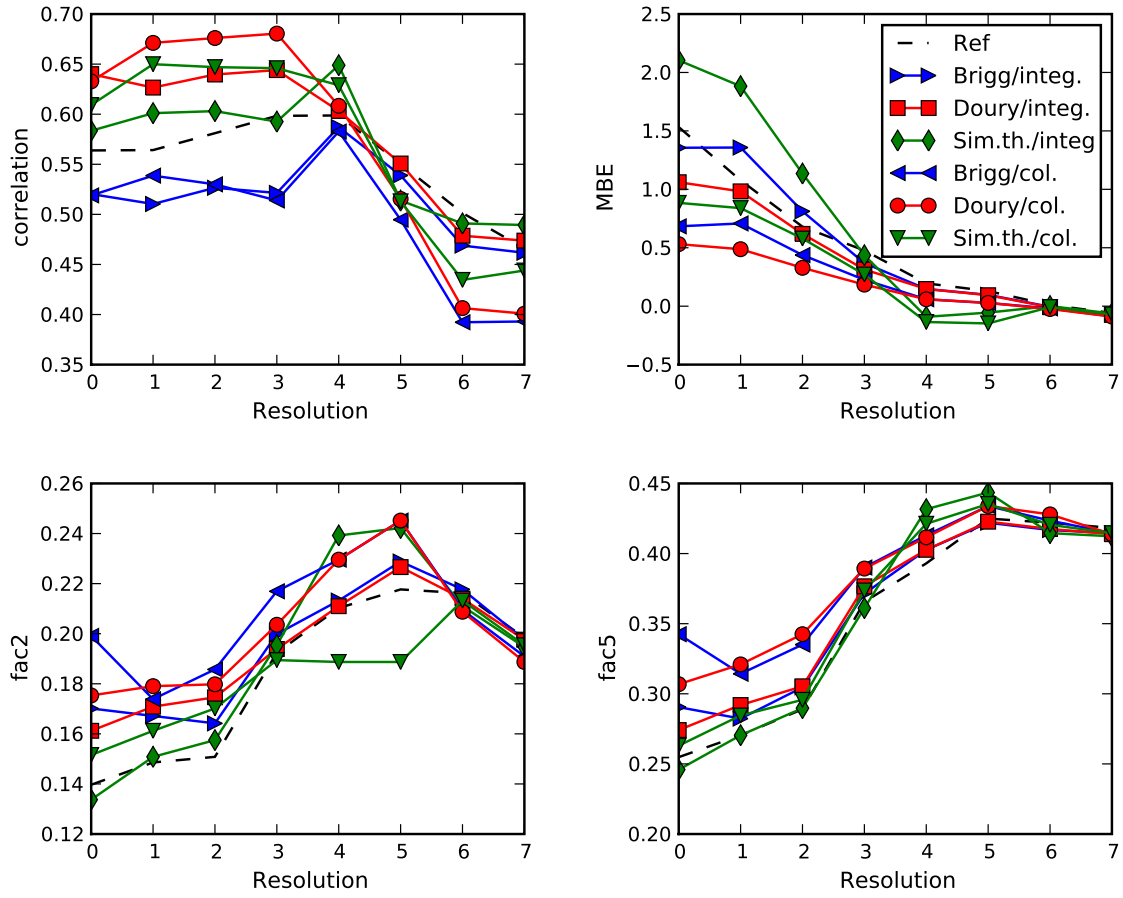 0.70
0.65
0.60
0.55
0.50
0.45
0.40
0.35
correlation
0 1 2 3 4 5 6 7
Resolution
2.5
2.0
1.5
1.0
0.5
0.0
−0.5
MBE
0 1 2 3 4 5 6 7
Resolution
Ref
Brigg/integ.
Doury/integ.
Sim.th./integ
Brigg/col.
Doury/col.
Sim.th./col.
0.26
0.24
0.22
0.20
0.18
0.16
0.14
0.12
fac2
0 1 2 3 4 5 6 7
Resolution
0.45
0.40
0.35
0.30
0.25
0.20
fac5
0 1 2 3 4 5 6 7
Resolution